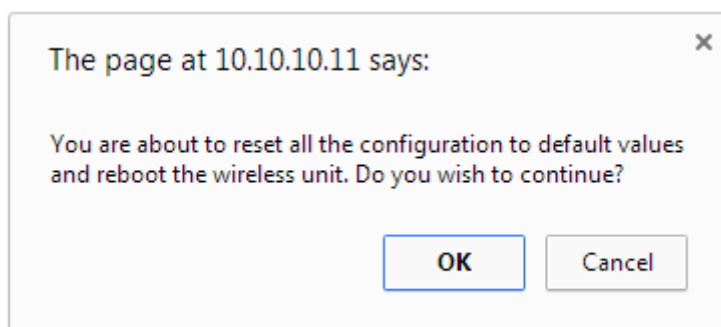 The page at 10.10.10.11 says:
You are about to reset all the configuration to default values
and reboot the wireless unit. Do you wish to continue?
OK
Cancel